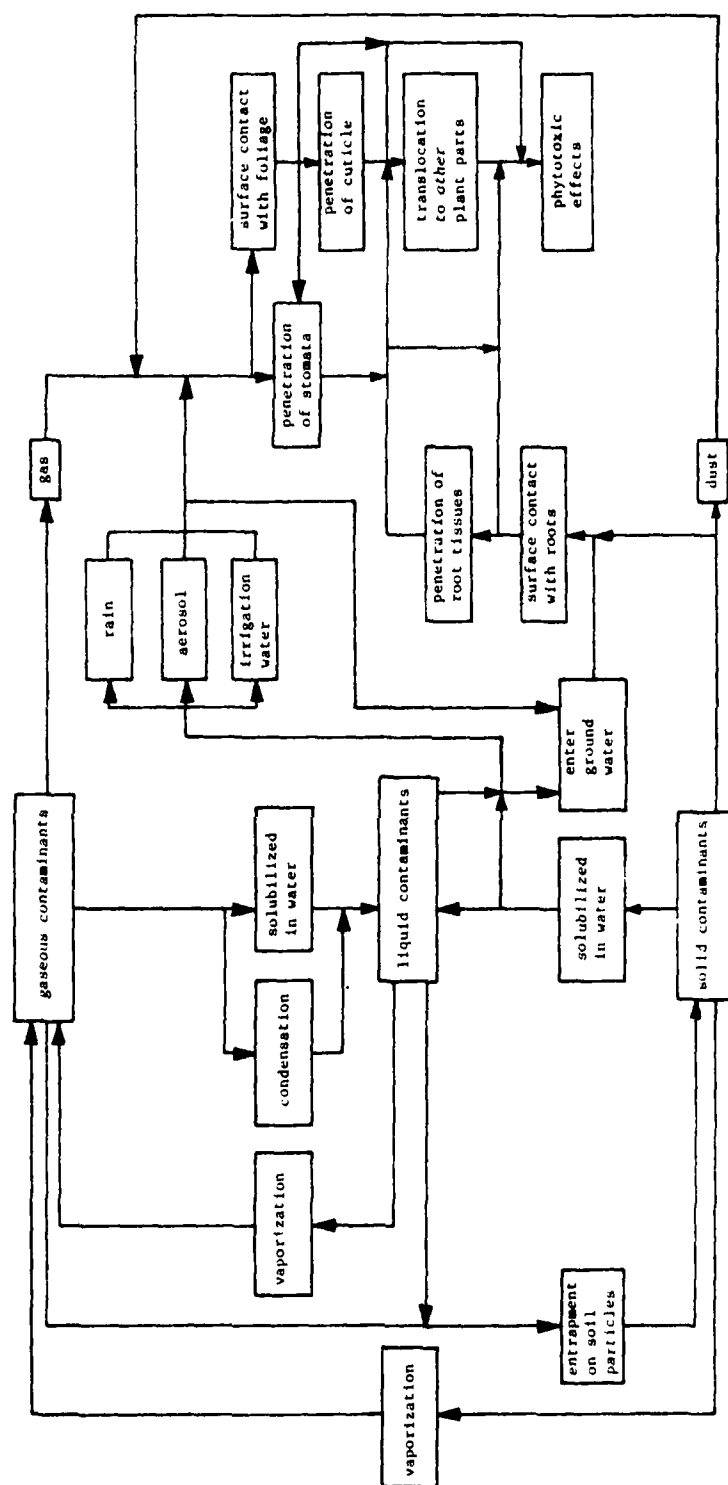 vaporization
entrapment
on soil
particles
vaporization
condensation
solubilized
in water
gaseous contaminants
liquid contaminants
solubilized
in water
solid contaminants
rain
aerosol
irrigation
water
enter
ground
water
gas
dust
penetration of
root tissues
surface contact
with roots
penetration
of stomata
surface contact
with foliage
penetration
of cuticle
translocation
to other
plant parts
phytotoxic
effects